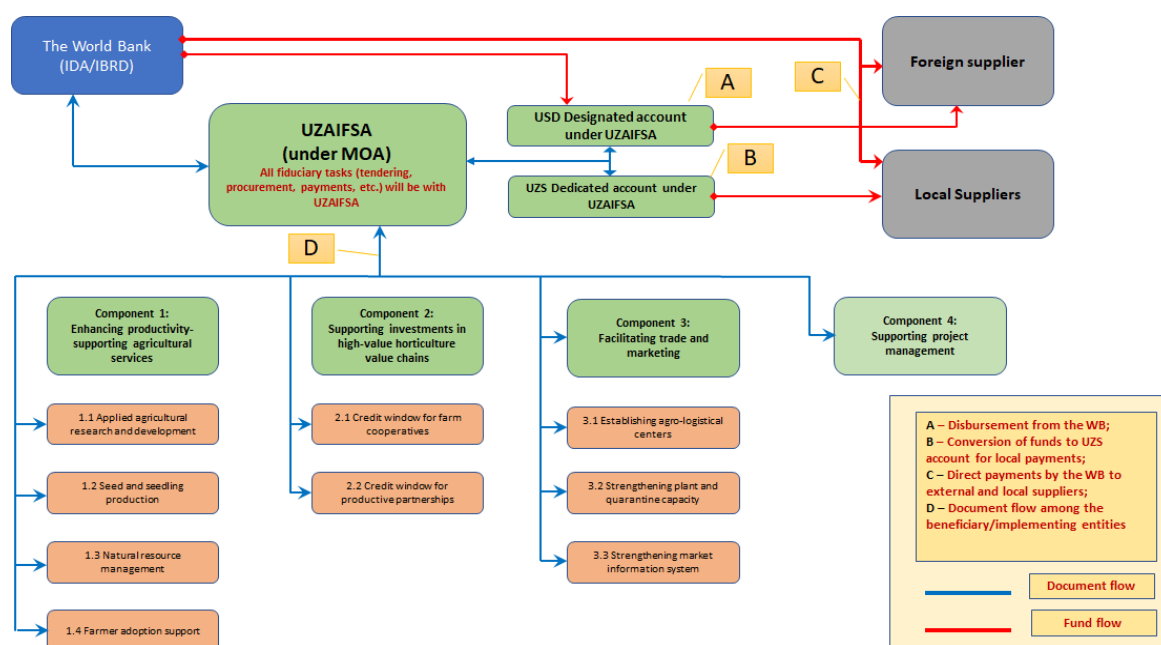 The World Bank
(IDA/IBRD)
A
C
Foreign supplier
USD Designated account
under UZAIFSA
UZAIFSA
(under MOA)
All fiduciary tasks (tendering,
procurement, payments, etc.) will be with
UZAIFSA
B
UZS Dedicated account under
UZAIFSA
Local Suppliers
D
Component 1:
Enhancing productivity-
supporting agricultural
services
1.1 Applied agricultural
research and development
1.2 Seed and seedling
production
1.3 Natural resource
management
1.4 Farmer adoption support
Component 2:
Supporting investments in
high-value horticulture
value chains
2.1 Credit window for farm
cooperatives
2.2 Credit window for
productive partnerships
Component 3:
Facilitating trade and
marketing
3.1 Establishing agro-logistical
centers
3.2 Strengthening plant and
quarantine capacity
3.3 Strengthening market
information system
Component 4:
Supporting project
management
A – Disbursement from the WB;
B – Conversion of funds to UZS
account for local payments;
C – Direct payments by the WB to
external and local suppliers;
D – Document flow among the
beneficiary/implementing entities
Document flow
Fund flow